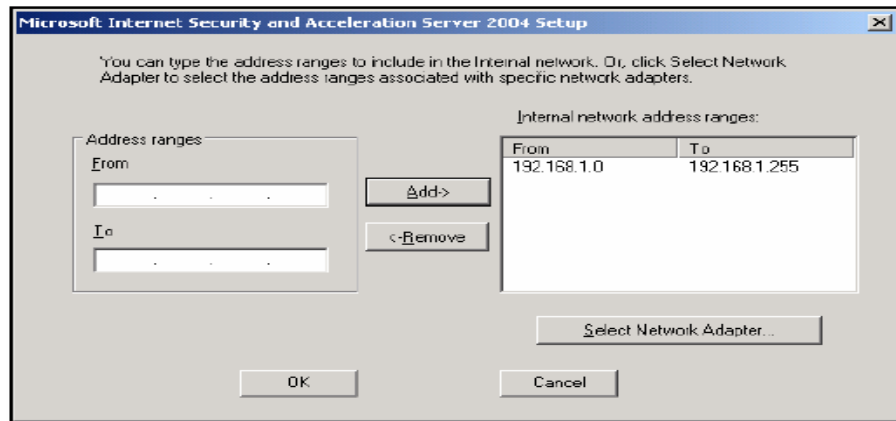 Microsoft Internet Security and Acceleration Server 2004 Setup
You can type the address ranges to include in the Internal network. Or, click Select Network
Adapter to select the address ranges associated with specific network adapters.
Internal network address ranges:
Address ranges
From
To
Add->
<-Remove
From To
192.168.1.0 192.168.1.255
Select Network Adapter...
OK
Cancel